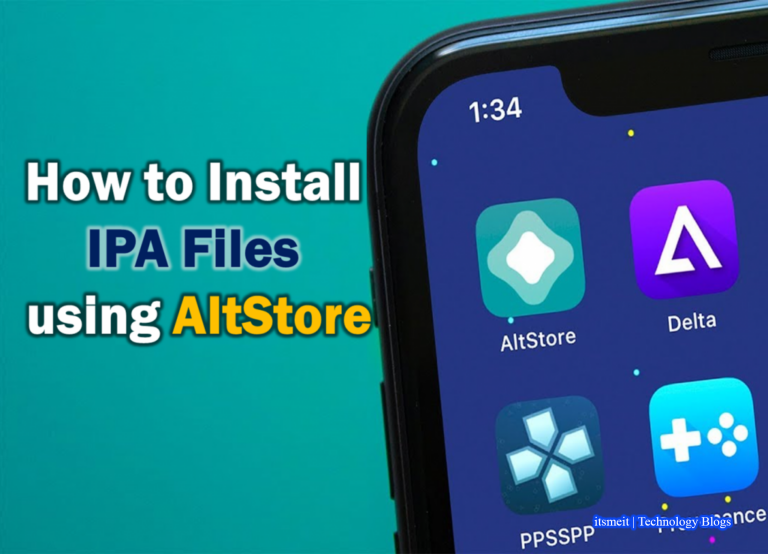 How to Install
IPA Files
using AltStore
1:34
AltStore
Delta
PPSSPP
itsmeit | Technology Blogs